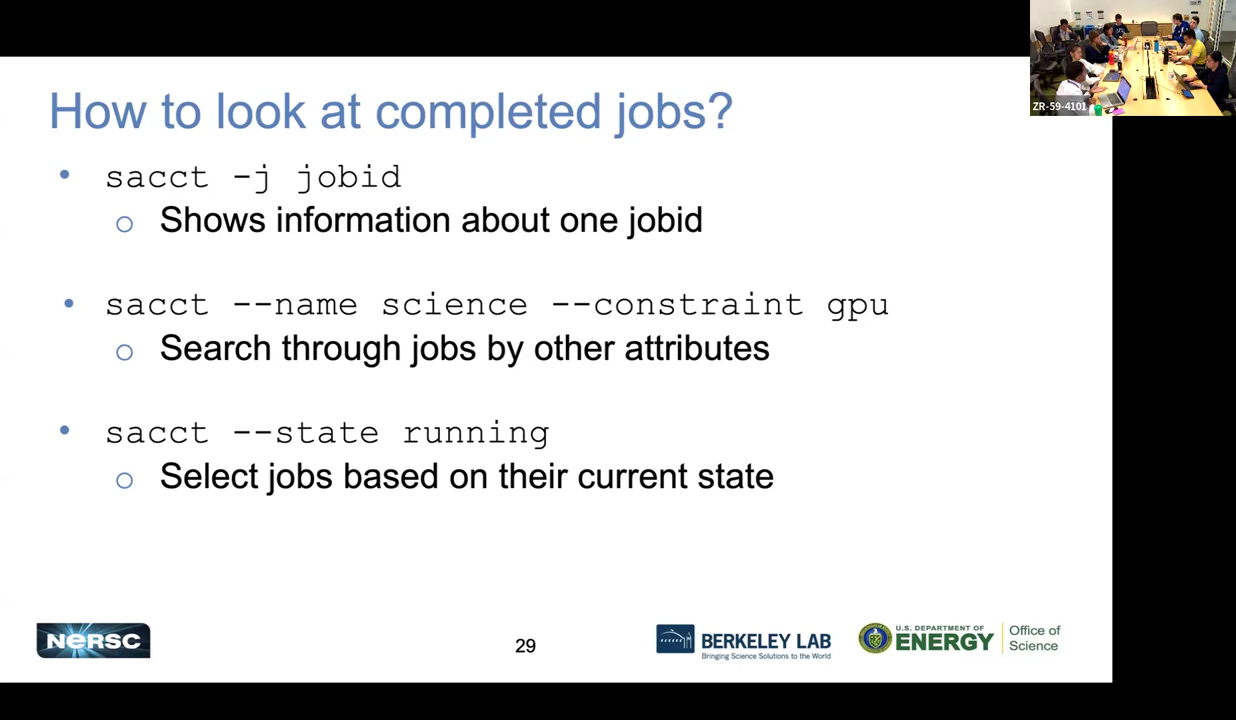 How to look at completed jobs?
• sacct -j jobid
o Shows information about one jobid
• sacct --name science --constraint gpu
o Search through jobs by other attributes
• sacct --state running
o Select jobs based on their current state
ZR-59-4101
NERSC
29
BERKELEY LAB
Bringing Science Solutions to the World
U.S. DEPARTMENT OF
ENERGY
Office of
Science